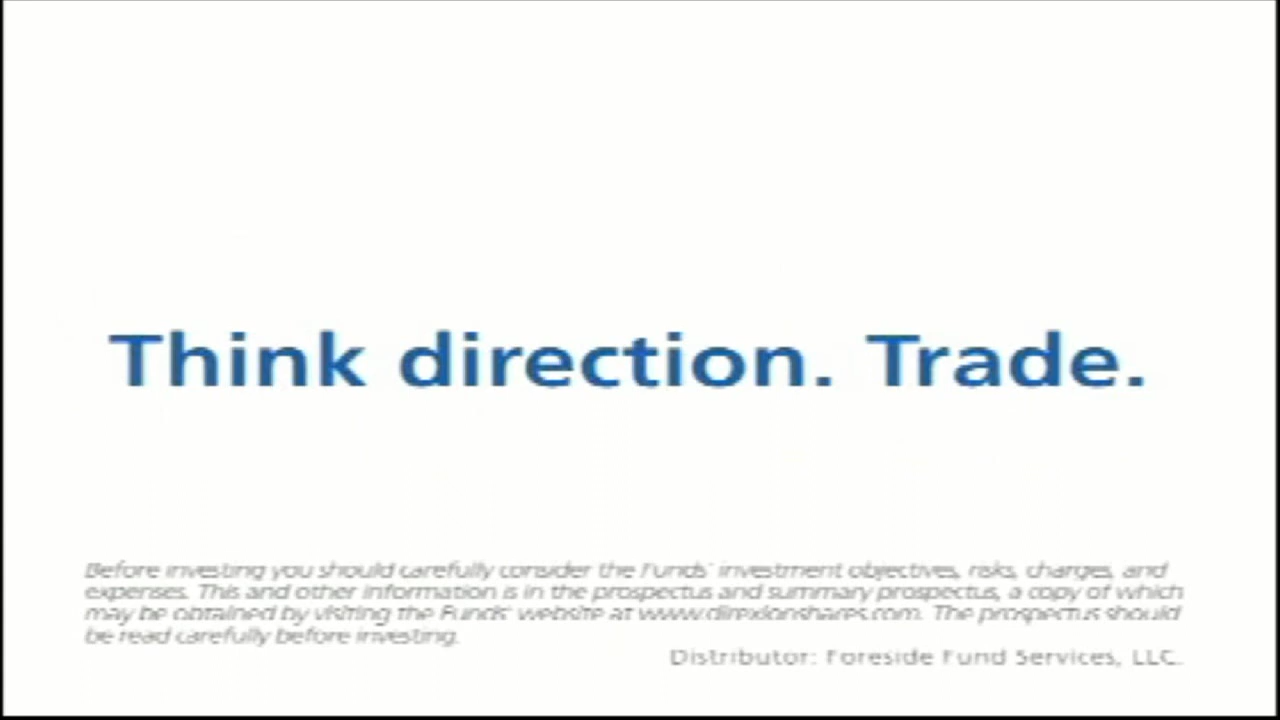 Think direction. Trade.
Before investing you should carefully consider the Funds' investment objectives, risks, charges, and
expenses. This and other information is in the prospectus and summary prospectus, a copy of which
may be obtained by visiting the Funds' website at www.direxionshares.com. The prospectus should
be read carefully before investing.
Distributor: Foreside Fund Services, LLC.